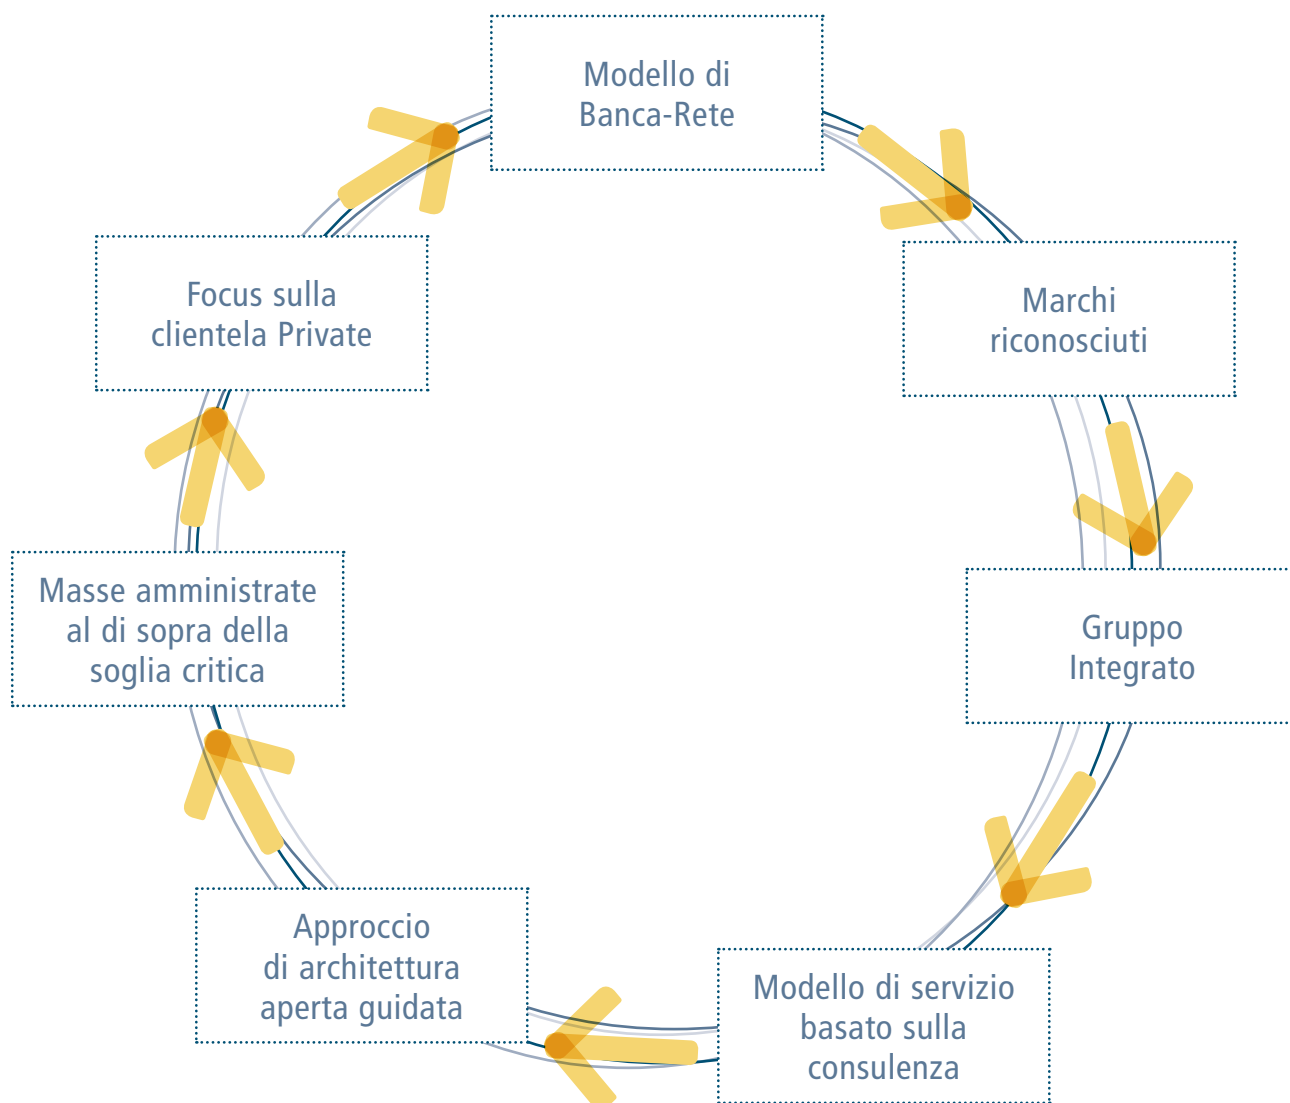 Modello di
Banca-Rete
Marchi
riconosciuti
Gruppo
Integrato
Modello di servizio
basato sulla
consulenza
Approccio
di architettura
aperta guidata
Masse amministrate
al di sopra della
soglia critica
Focus sulla
clientela Private